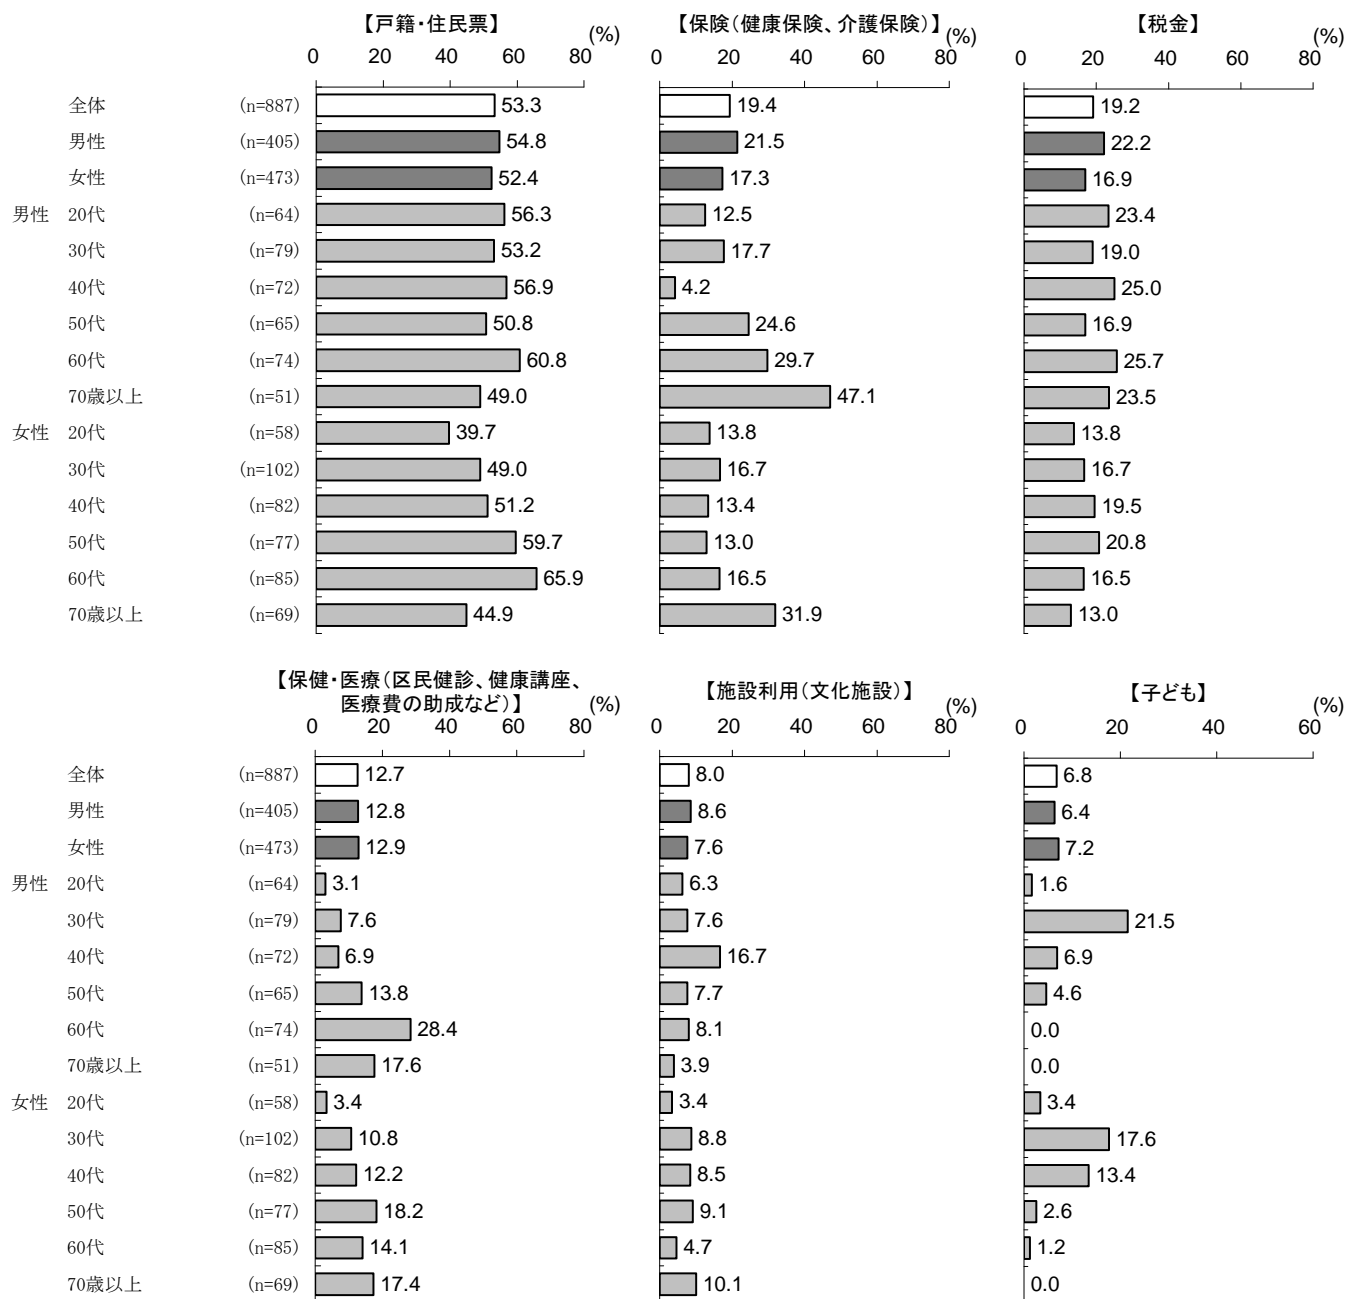 【戸籍・住民票】 (%) 【保険(健康保険、介護保険)】 (%) 【税金】 (%)
0 20 40 60 80 0 20 40 60 80 0 20 40 60 80
全体 (n=887) 53.3 19.4 19.2
男性 (n=405) 54.8 21.5 22.2
女性 (n=473) 52.4 17.3 16.9
男性 20代 (n=64) 56.3 12.5 23.4
30代 (n=79) 53.2 17.7 19.0
40代 (n=72) 56.9 4.2 25.0
50代 (n=65) 50.8 24.6 16.9
60代 (n=74) 60.8 29.7 25.7
70歳以上 (n=51) 49.0 47.1 23.5
女性 20代 (n=58) 39.7 13.8 13.8
30代 (n=102) 49.0 16.7 16.7
40代 (n=82) 51.2 13.4 19.5
50代 (n=77) 59.7 13.0 20.8
60代 (n=85) 65.9 16.5 16.5
70歳以上 (n=69) 44.9 31.9 13.0
【保健・医療(区民健診、健康講座、
医療費の助成など)】 (%) 【施設利用(文化施設)】 (%) 【子ども】 (%)
0 20 40 60 80 0 20 40 60 80 0 20 40 60
全体 (n=887) 12.7 8.0 6.8
男性 (n=405) 12.8 8.6 6.4
女性 (n=473) 12.9 7.6 7.2
男性 20代 (n=64) 3.1 6.3 1.6
30代 (n=79) 7.6 7.6 21.5
40代 (n=72) 6.9 16.7 6.9
50代 (n=65) 13.8 7.7 4.6
60代 (n=74) 28.4 8.1 0.0
70歳以上 (n=51) 17.6 3.9 0.0
女性 20代 (n=58) 3.4 3.4 3.4
30代 (n=102) 10.8 8.8 17.6
40代 (n=82) 12.2 8.5 13.4
50代 (n=77) 18.2 9.1 2.6
60代 (n=85) 14.1 4.7 1.2
70歳以上 (n=69) 17.4 10.1 0.0